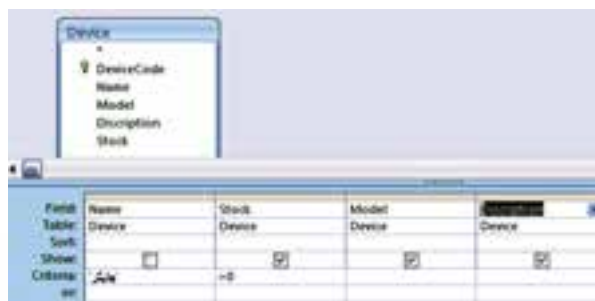 Device
*
DeviceCode
Name
Model
Discription
Stock
Field: Name Stock Model Discription
Table: Device Device Device Device
Sort:
Show:
Criteria: =0
or: